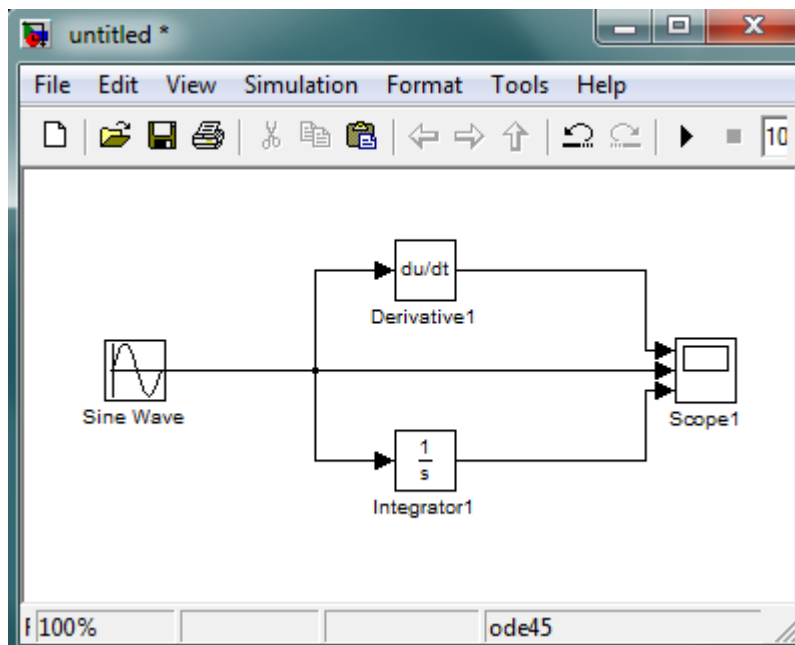 untitled *
File Edit View Simulation Format Tools Help
10
du/dt
Derivative1
Sine Wave
Scope1
1
s
Integrator1
100%
ode45